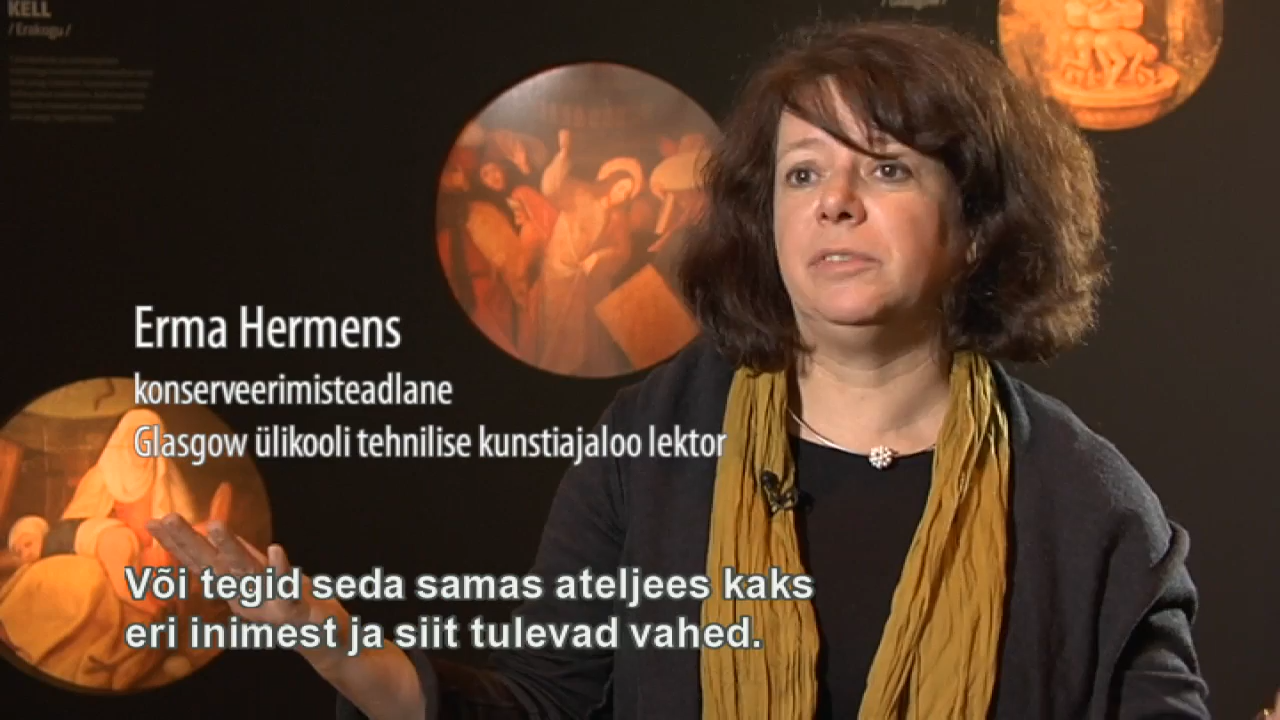 KELL
/ Erakogu /
Erma Hermens
konserveerimisteadlane
Glasgow ülikooli tehnilise kunstiajaloo lektor
Või tegid seda samas ateljees kaks
eri inimest ja siit tulevad vahed.